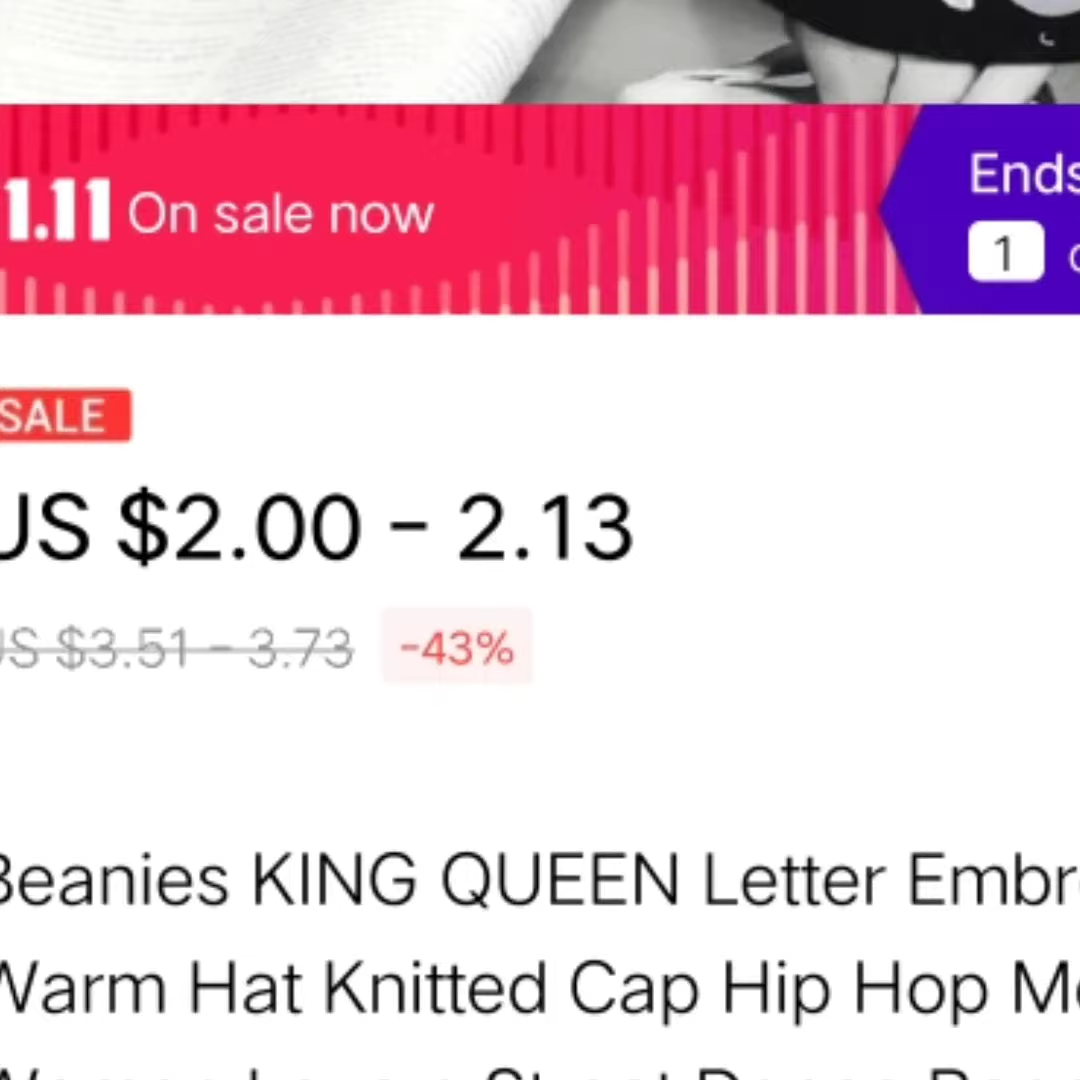 1.11 On sale now
Ends
1
SALE
US $2.00 - 2.13
US $3.51 - 3.73 -43%
Beanies KING QUEEN Letter
Warm Hat Knitted Cap Hip Hop